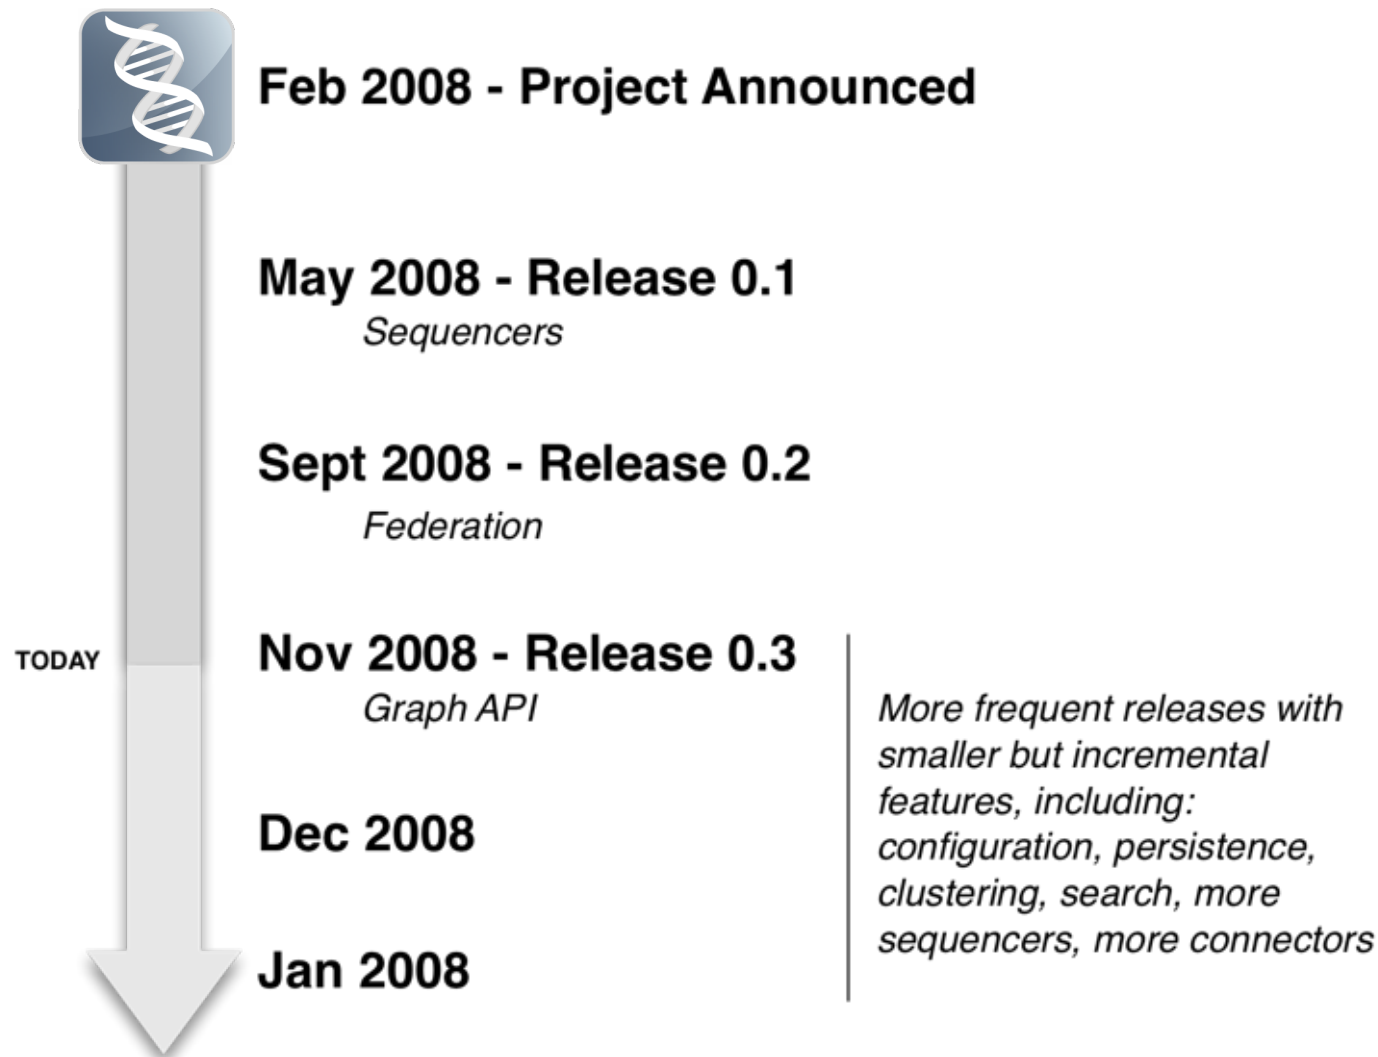 Feb 2008 - Project Announced
May 2008 - Release 0.1
Sequencers
Sept 2008 - Release 0.2
Federation
TODAY
Nov 2008 - Release 0.3
Graph API
Dec 2008
Jan 2008
More frequent releases with
smaller but incremental
features, including:
configuration, persistence,
clustering, search, more
sequencers, more connectors